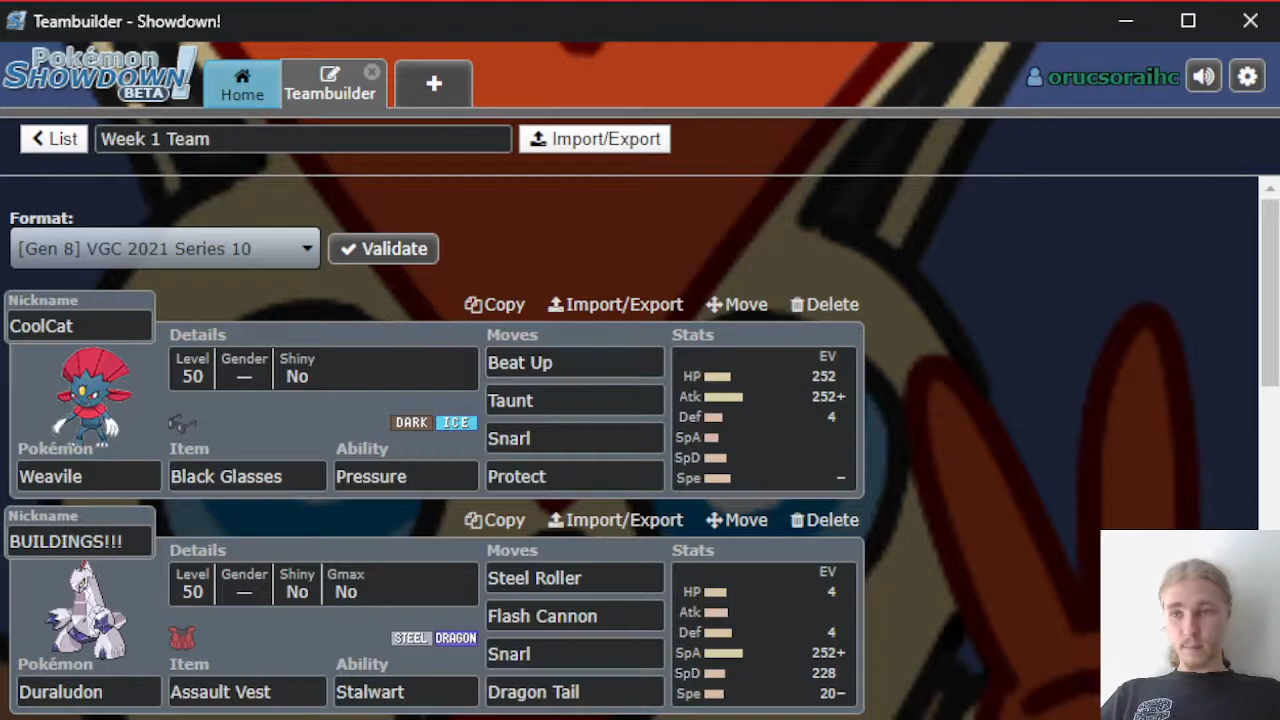 Teambuilder - Showdown!
Pokémon
SHOWDOWN!
BETA
Home
Teambuilder
+
orucsoraihc
List
Week 1 Team
Import/Export
Format:
[Gen 8] VGC 2021 Series 10
Validate
Copy Import/Export Move Delete
Nickname
CoolCat
Details
Level Gender Shiny
50 — No
DARK ICE
Pokémon Item Ability
Weavile Black Glasses Pressure
Moves
Beat Up
Taunt
Snarl
Protect
Stats
EV
HP 252
Atk 252+
Def 4
SpA
SpD
Spe −
Copy Import/Export Move Delete
Nickname
BUILDINGS!!!
Details
Level Gender Shiny Gmax
50 — No No
STEEL DRAGON
Pokémon Item Ability
Duraludon Assault Vest Stalwart
Moves
Steel Roller
Flash Cannon
Snarl
Dragon Tail
Stats
EV
HP 4
Atk
Def 4
SpA 252+
SpD 228
Spe 20−